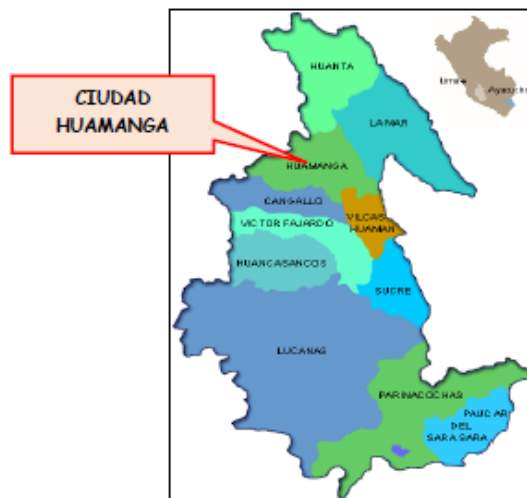 CIUDAD
HUAMANGA
HUANTA
Lima
Ayacucho
LA MAR
HUAMANGA
CANGALLO
VILCAS
HUAMAN
VICTOR FAJARDO
HUANCASANCOS
SUCRE
LUCANAS
PARINACOCHAS
PAUCAR
DEL
SARA SARA